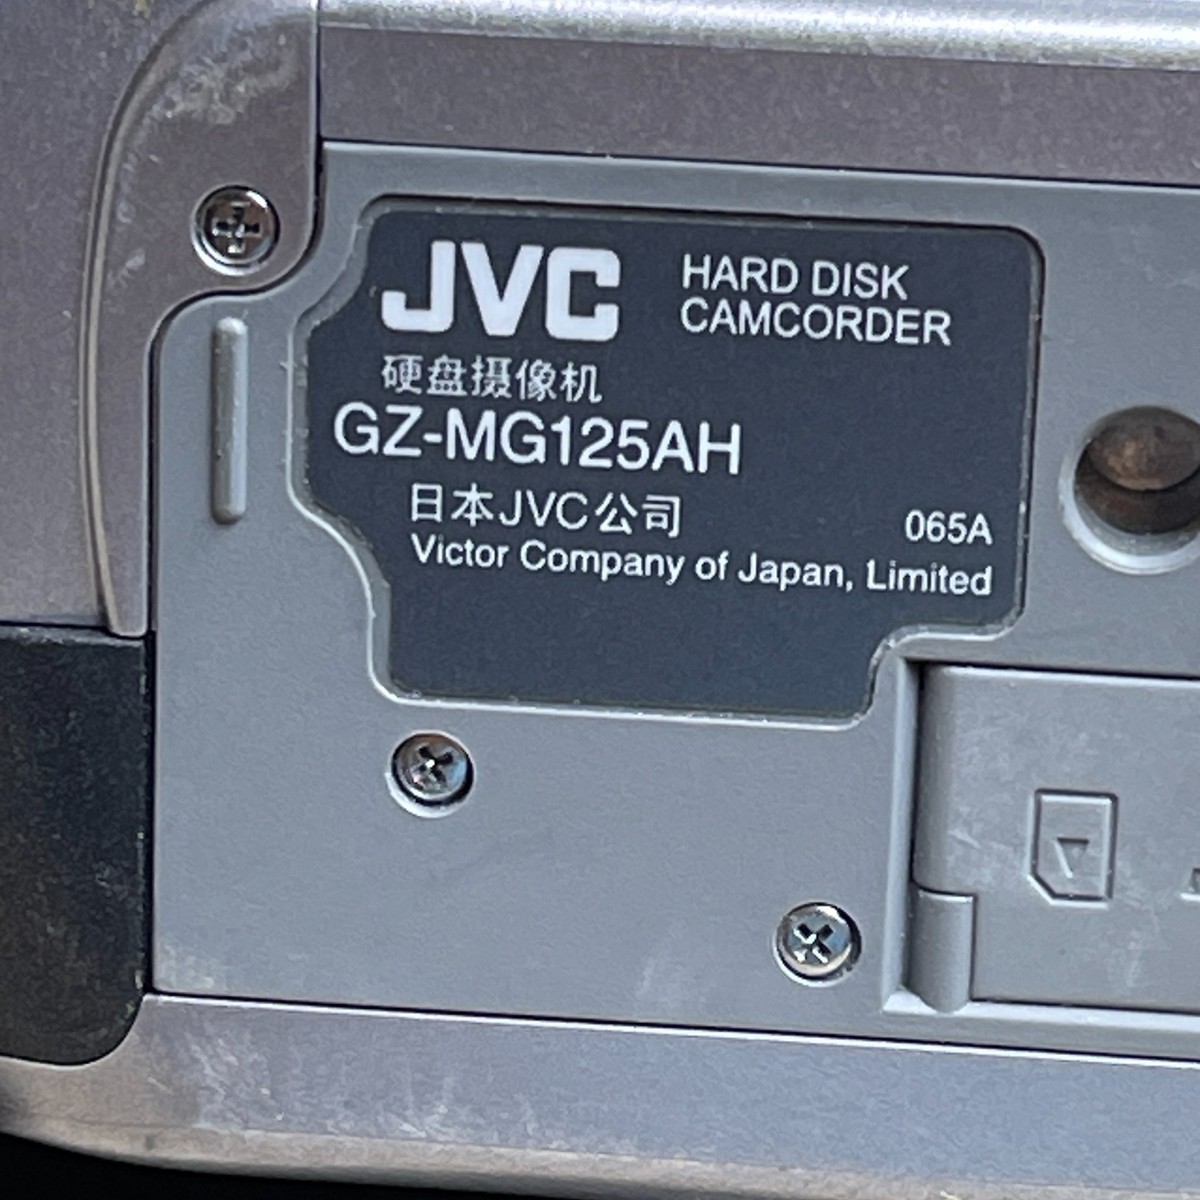 JVC
HARD DISK
CAMCORDER
硬盘摄像机
GZ-MG125AH
日本JVC公司
065A
Victor Company of Japan, Limited